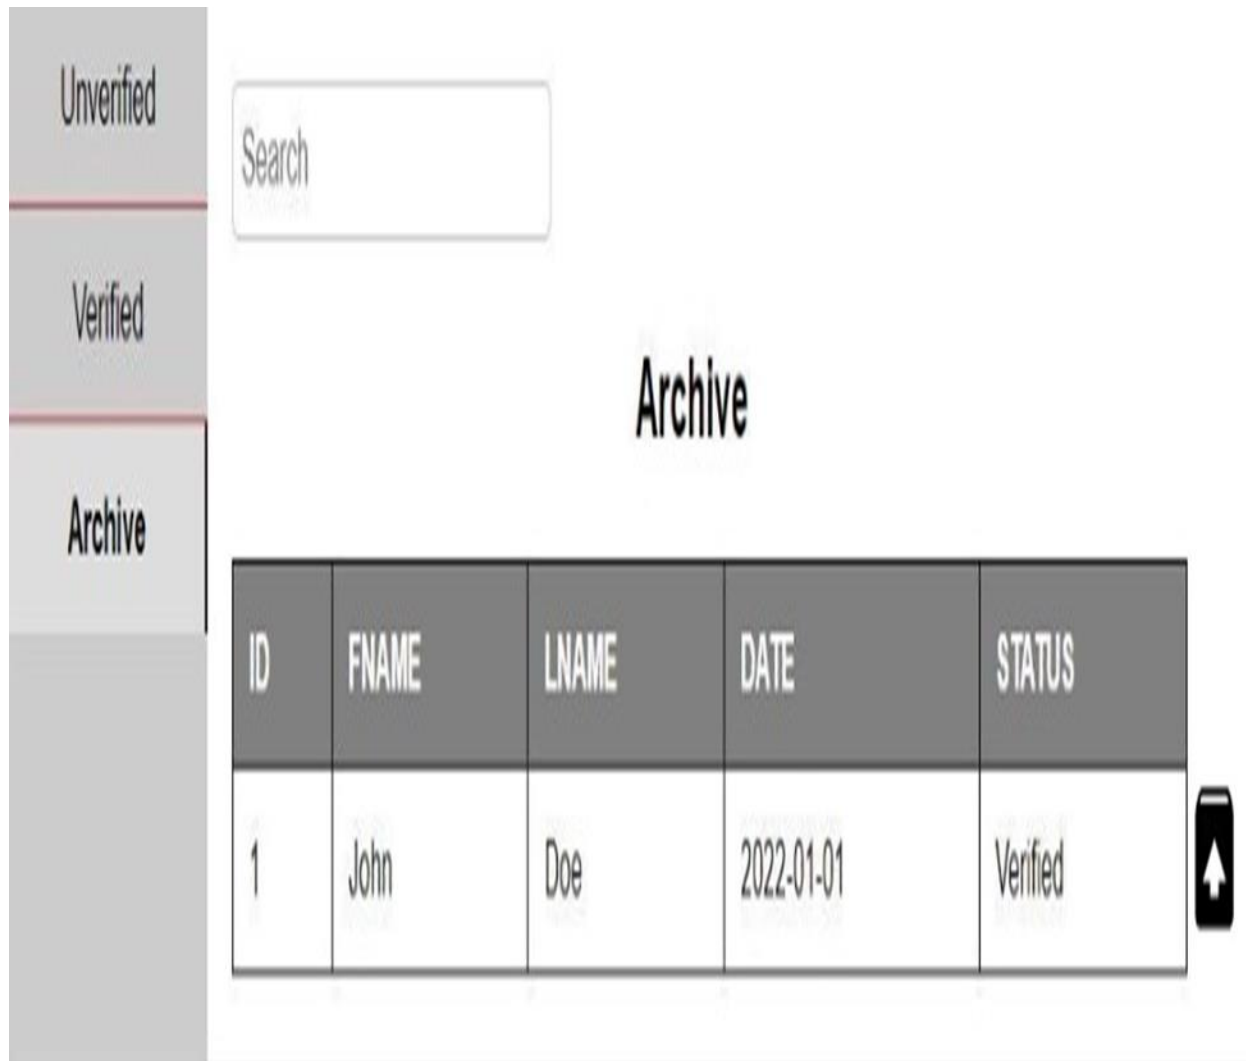 Unverified
Verified
Archive
Search
Archive
ID FNAME LNAME DATE STATUS
1 John Doe 2022-01-01 Verified